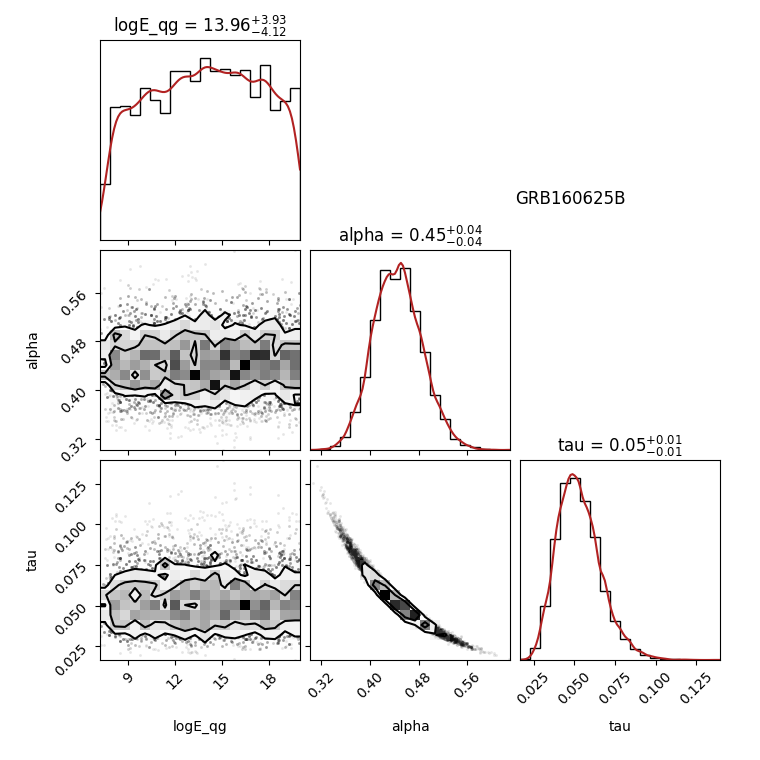 logE_qg = 13.96 +3.93 −4.12
GRB160625B
alpha = 0.45 +0.04 −0.04
alpha
0.56
0.48
0.40
0.32
tau = 0.05 +0.01 −0.01
tau
0.125
0.100
0.075
0.050
0.025
9 12 15 18
0.32 0.40 0.48 0.56
0.025 0.050 0.075 0.100 0.125
logE_qg alpha tau